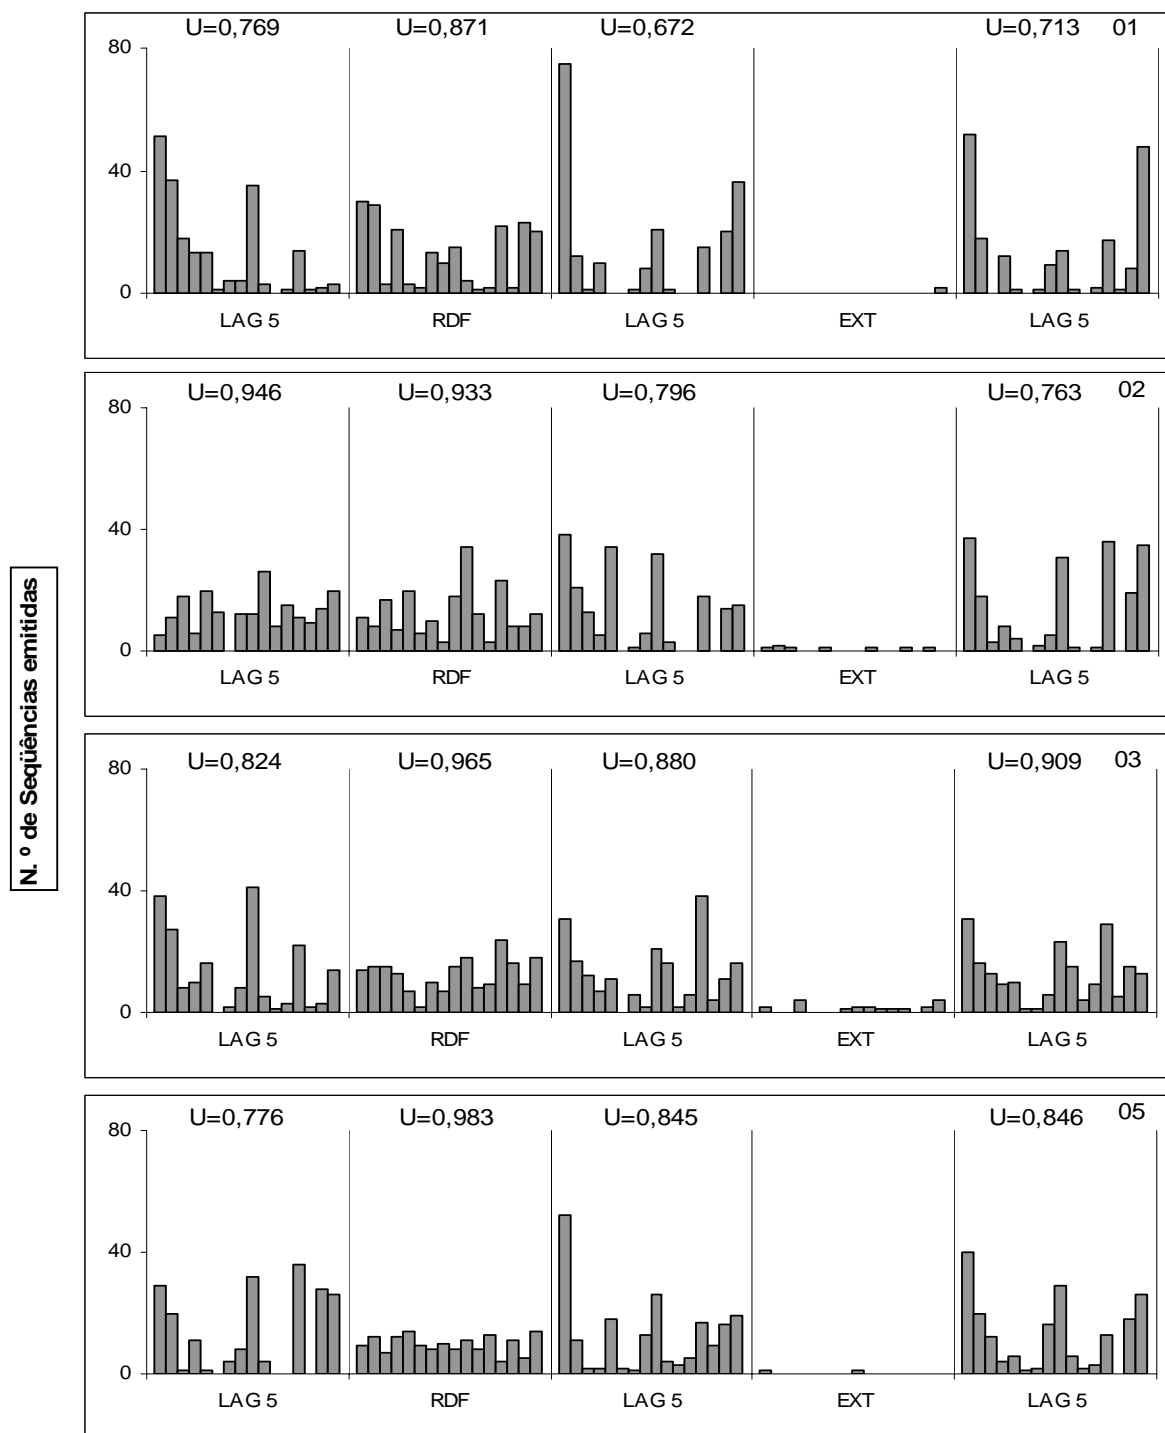 N. º de Seqüências emitidas
U=0,769 U=0,871 U=0,672 U=0,713 01
80
40
0
LAG 5 RDF LAG 5 EXT LAG 5
U=0,946 U=0,933 U=0,796 U=0,763 02
80
40
0
LAG 5 RDF LAG 5 EXT LAG 5
U=0,824 U=0,965 U=0,880 U=0,909 03
80
40
0
LAG 5 RDF LAG 5 EXT LAG 5
U=0,776 U=0,983 U=0,845 U=0,846 05
80
40
0
LAG 5 RDF LAG 5 EXT LAG 5